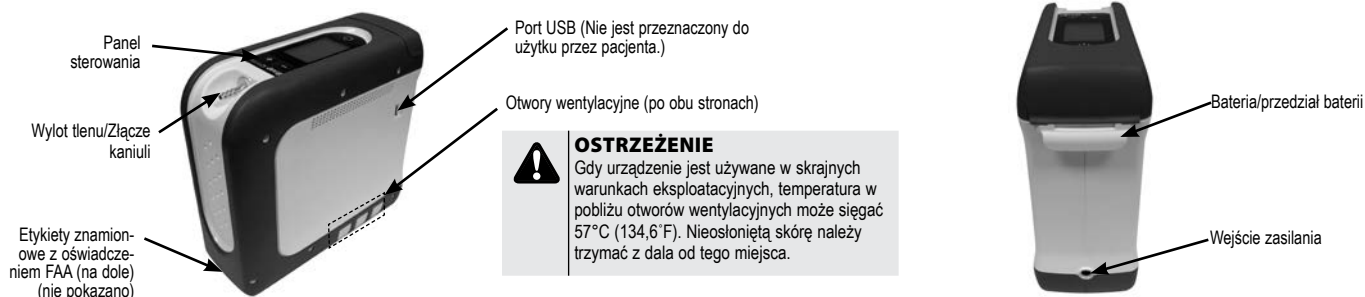 Panel
sterowania
Wylot tlenu/Złącze
kaniuli
Etykiety znamion-
owe z oświadcze-
niem FAA (na dole)
(nie pokazano)
Port USB (Nie jest przeznaczony do
użytku przez pacjenta.)
Otwory wentylacyjne (po obu stronach)
OSTRZEŻENIE
Gdy urządzenie jest używane w skrajnych
warunkach eksploatacyjnych, temperatura w
pobliżu otworów wentylacyjnych może sięgać
57°C (134,6˚F). Nieosłoniętą skórę należy
trzymać z dala od tego miejsca.
Bateria/przedział baterii
Wejście zasilania